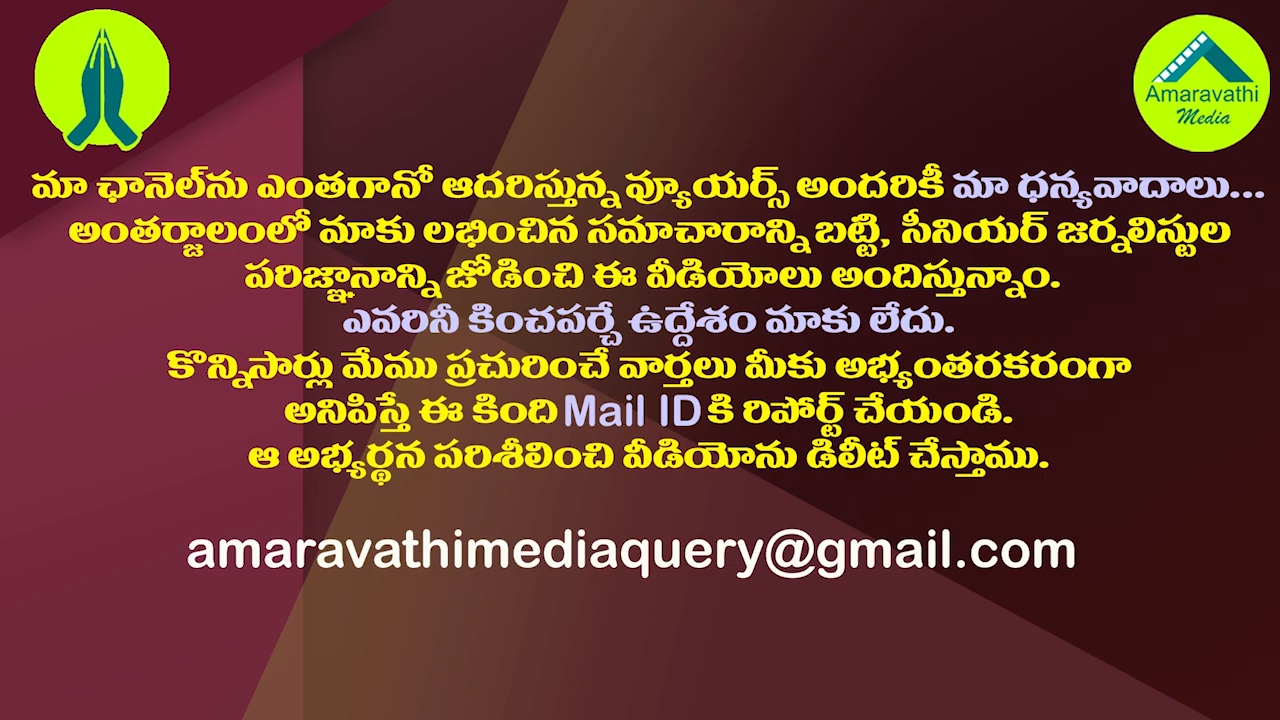 Amaravathi
Media
మా ఛానెల్‌ను ఎంతగానో ఆదరిస్తున్న వ్యూయర్స్ అందరికీ మా ధన్యవాదాలు...
అంతర్జాలంలో మాకు లభించిన సమాచారాన్ని బట్టి, సీనియర్ జర్నలిస్టుల
పరిజ్ఞానాన్ని జోడించి ఈ వీడియోలు అందిస్తున్నాం.
ఎవరినీ కించపర్చే ఉద్దేశం మాకు లేదు.
కొన్నిసార్లు మేము ప్రచురించే వార్తలు మీకు అభ్యంతరకరంగా
అనిపిస్తే ఈ కింది Mail ID కి రిపోర్ట్ చేయండి.
ఆ అభ్యర్థన పరిశీలించి వీడియోను డిలీట్ చేస్తాము.
amaravathimediaquery@gmail.com